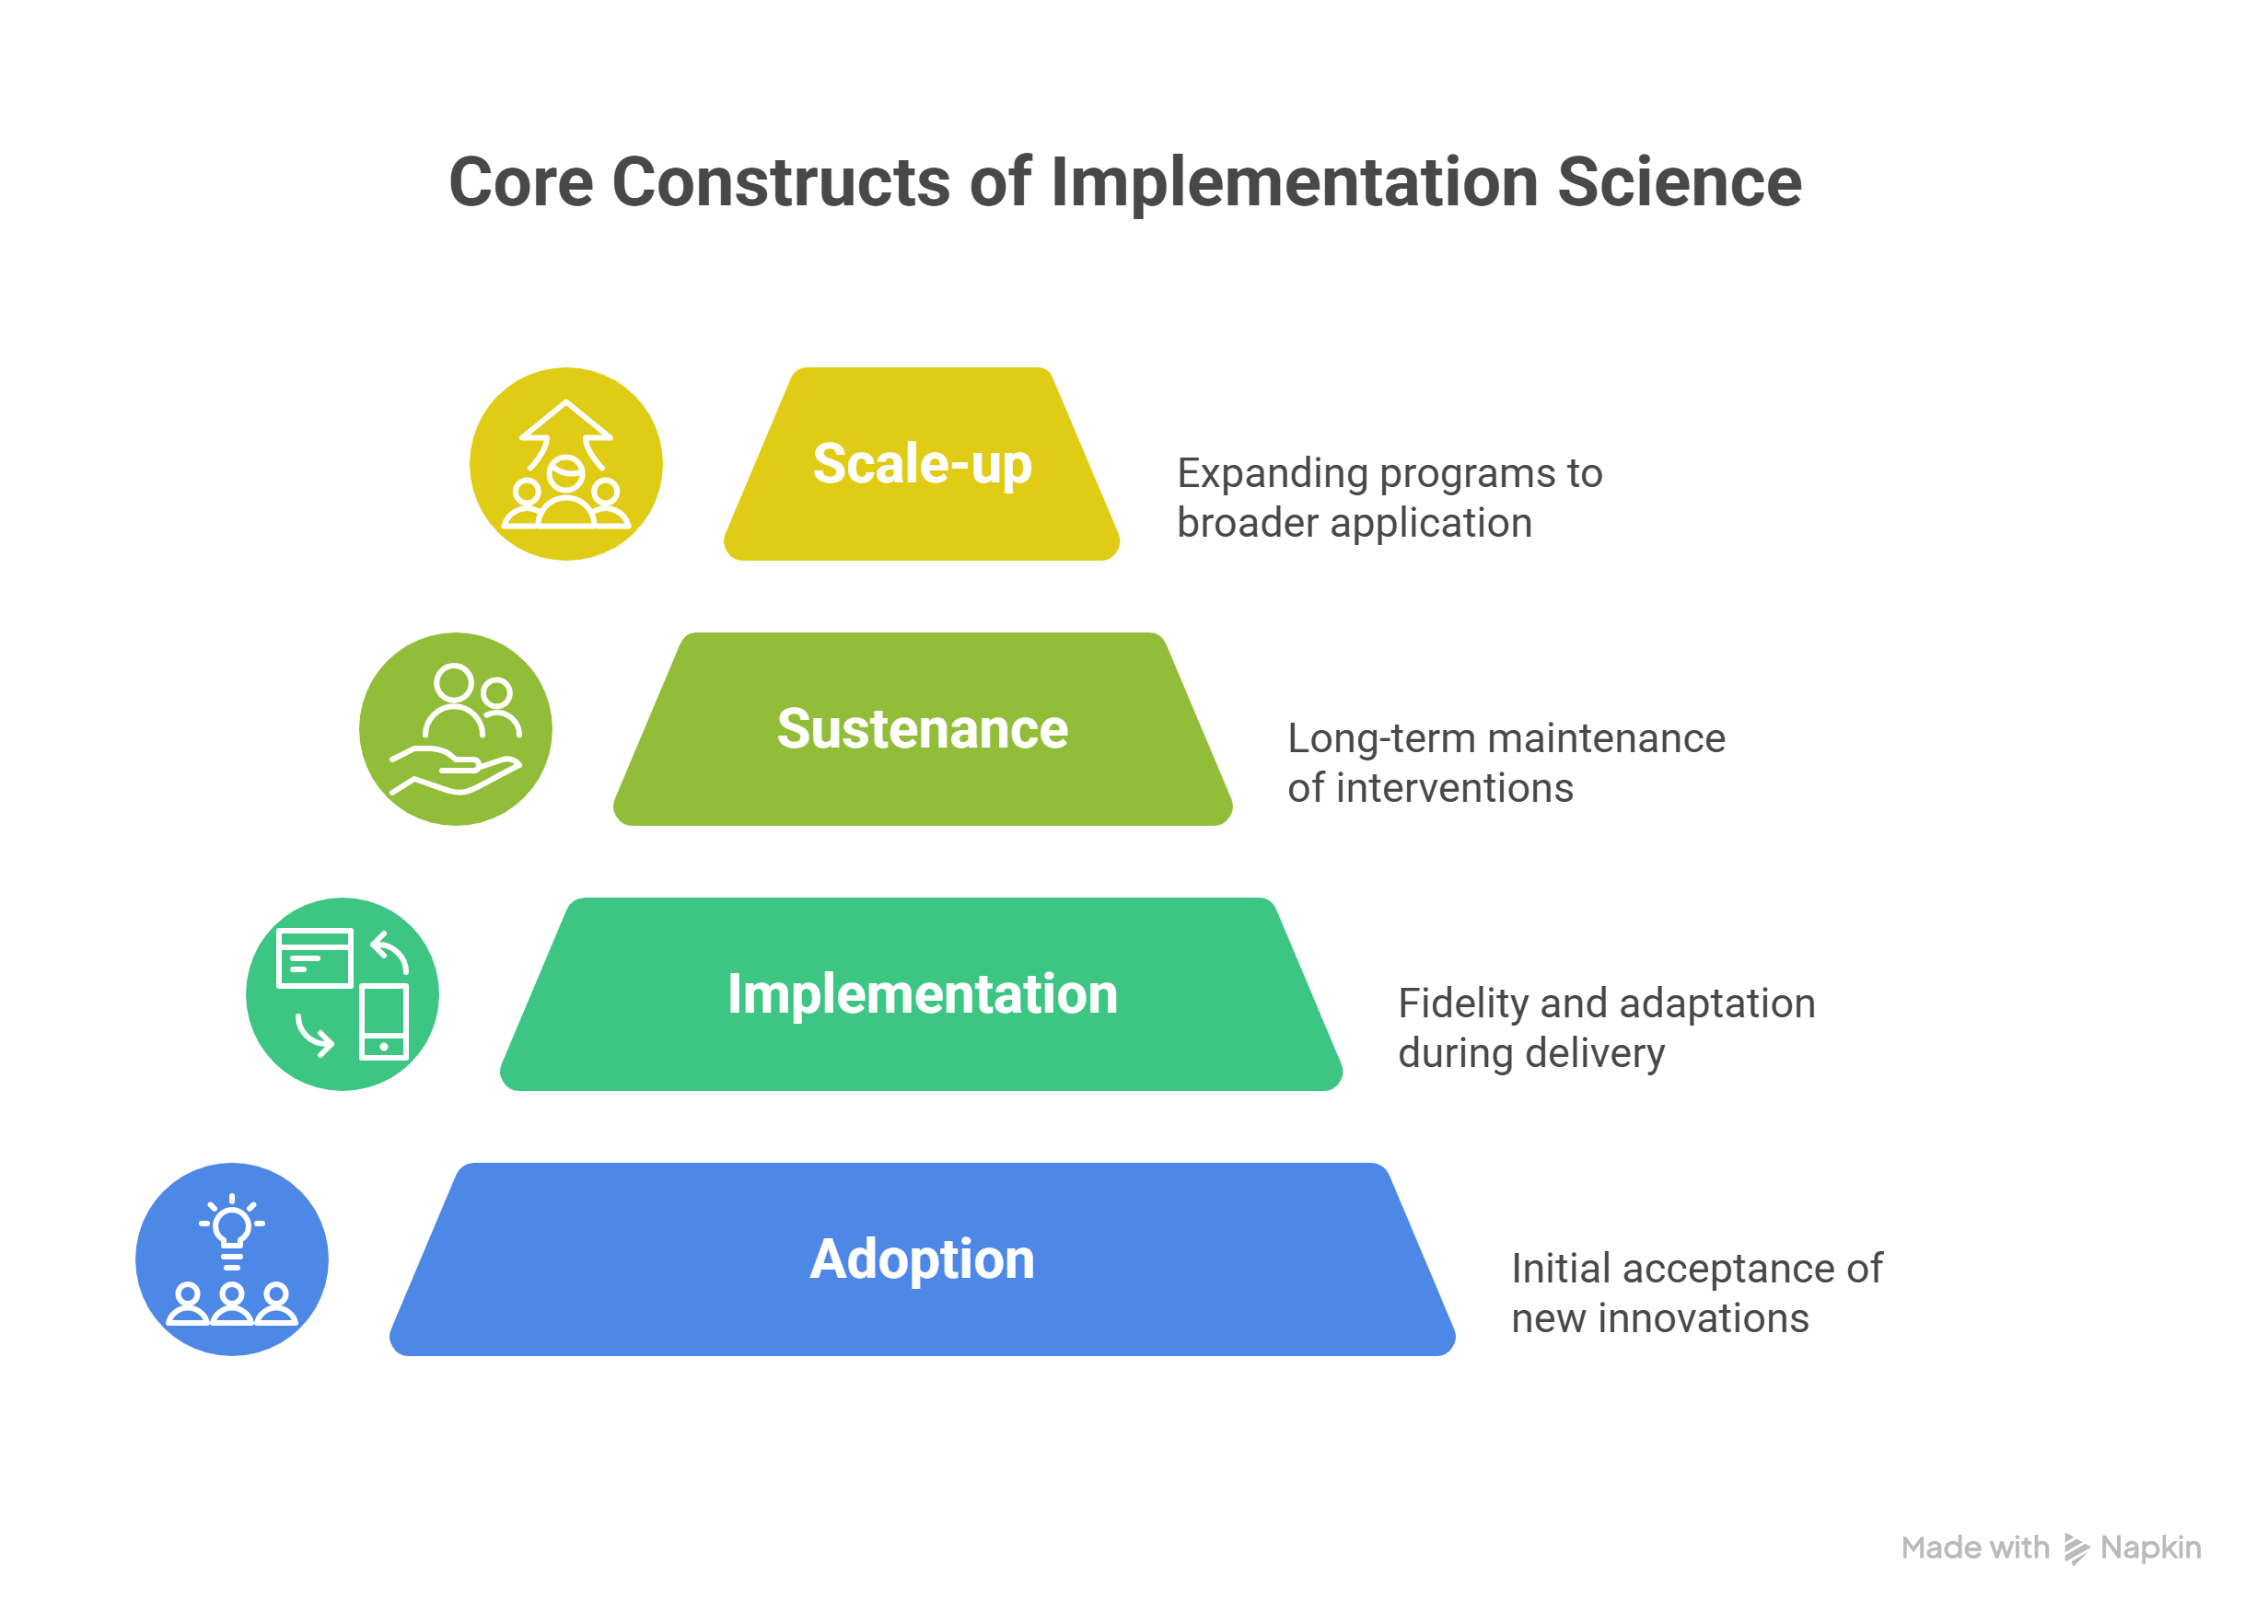 Core Constructs of Implementation Science
Scale-up
Expanding programs to
broader application
Sustenance
Long-term maintenance
of interventions
Implementation
Fidelity and adaptation
during delivery
Adoption
Initial acceptance of
new innovations
Made with Napkin